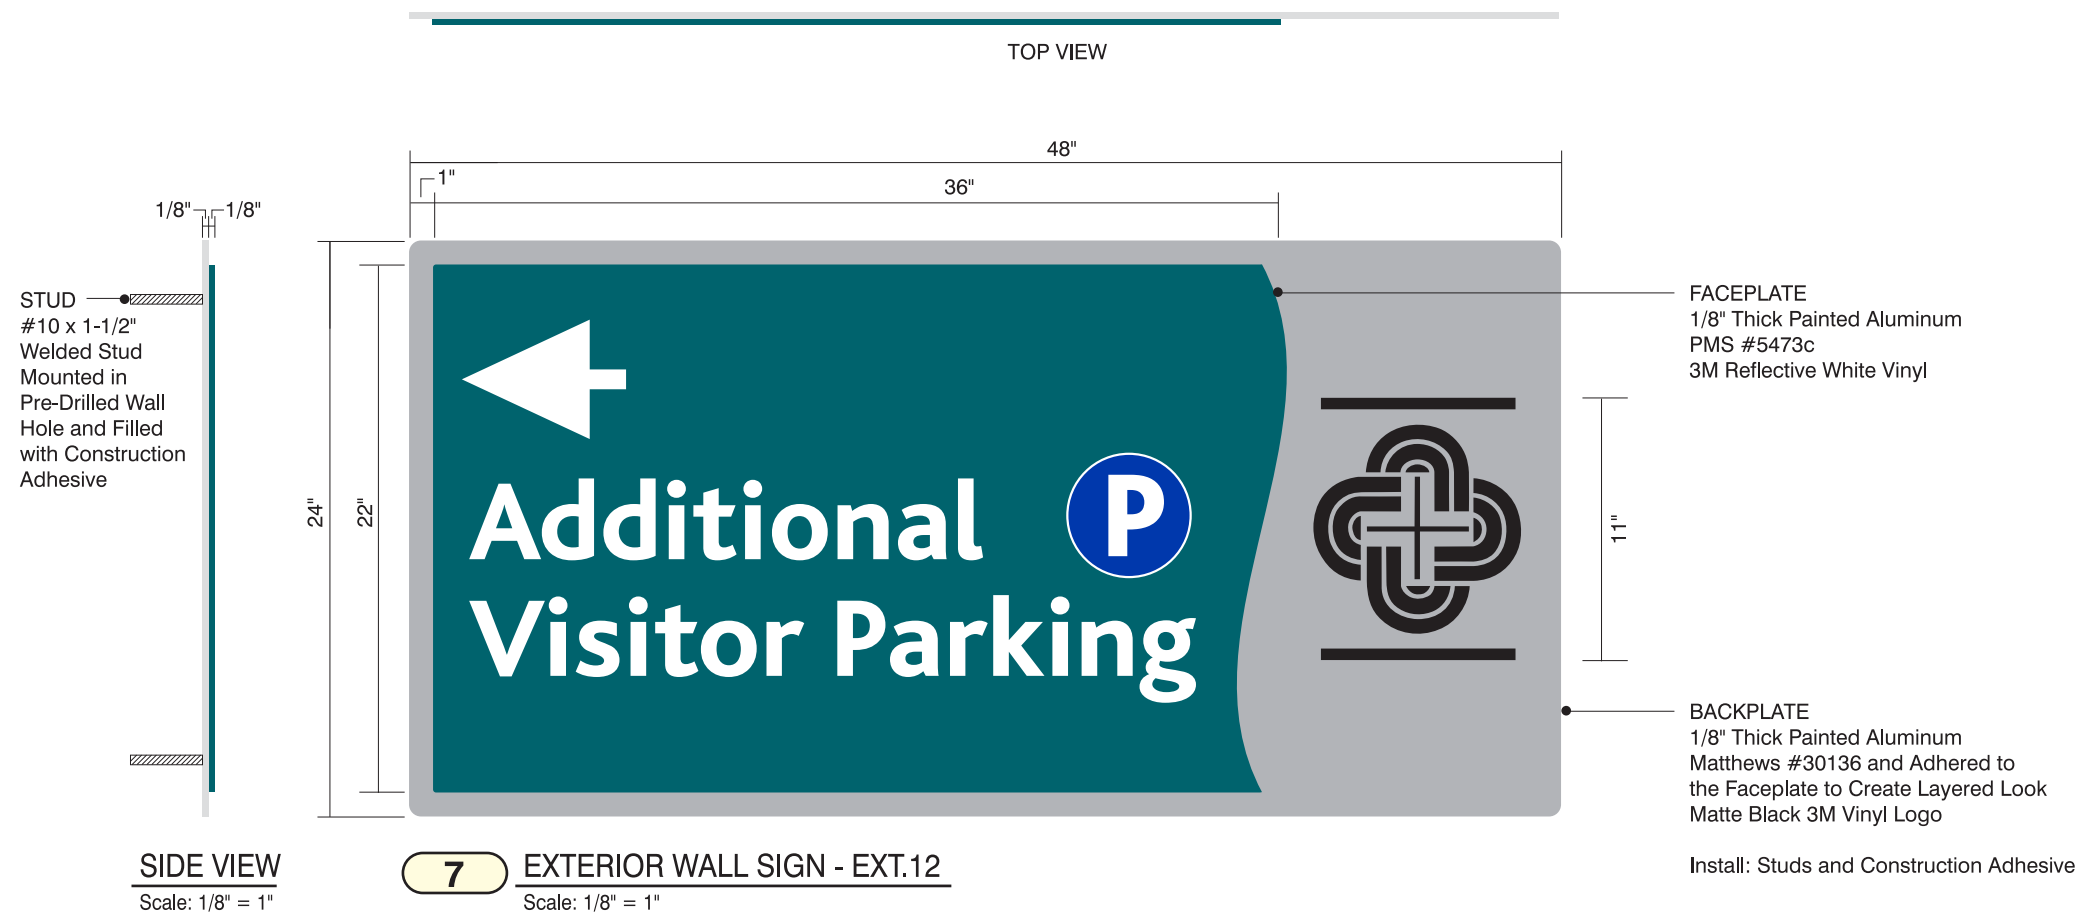 TOP VIEW
48"
1"
36"
1/8" 1/8"
STUD
#10 x 1-1/2"
Welded Stud
Mounted in
Pre-Drilled Wall
Hole and Filled
with Construction
Adhesive
24"
22"
Additional P
Visitor Parking
11"
FACEPLATE
1/8" Thick Painted Aluminum
PMS #5473c
3M Reflective White Vinyl
BACKPLATE
1/8" Thick Painted Aluminum
Matthews #30136 and Adhered to
the Faceplate to Create Layered Look
Matte Black 3M Vinyl Logo
Install: Studs and Construction Adhesive
SIDE VIEW
Scale: 1/8" = 1"
7 EXTERIOR WALL SIGN - EXT.12
Scale: 1/8" = 1"